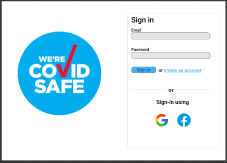 WE'RE
COVID
SAFE
Sign in
Email
Password
Sign in or create an account
or
Sign-in using